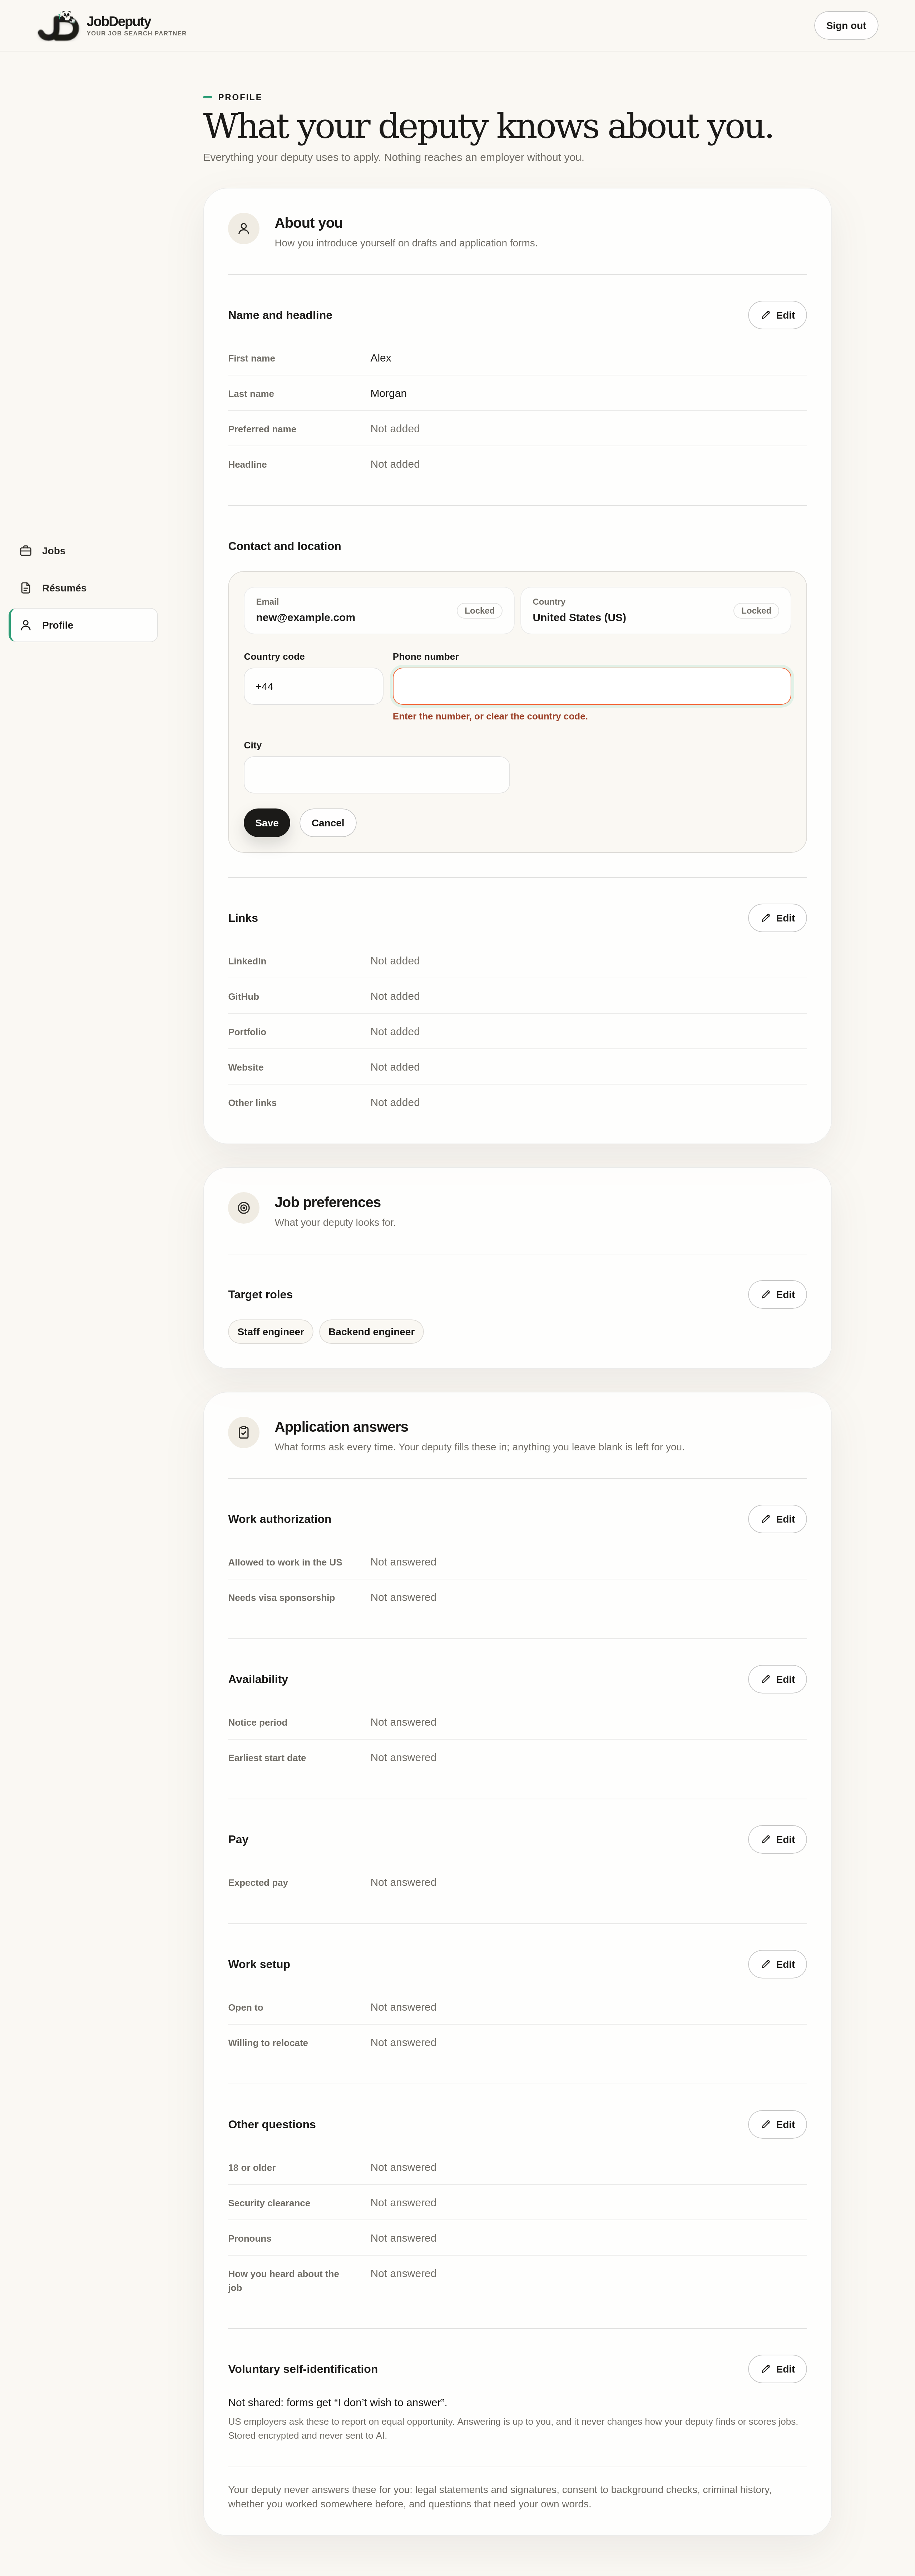 JobDeputy
YOUR JOB SEARCH PARTNER
Sign out
PROFILE
What your deputy knows about you.
Everything your deputy uses to apply. Nothing reaches an employer without you.
Jobs
Résumés
Profile
About you
How you introduce yourself on drafts and application forms.
Name and headline
Edit
First name
Alex
Last name
Morgan
Preferred name
Not added
Headline
Not added
Contact and location
Email
new@example.com
Locked
Country
United States (US)
Locked
Country code
Phone number
+44
Enter the number, or clear the country code.
City
Save
Cancel
Links
Edit
LinkedIn
Not added
GitHub
Not added
Portfolio
Not added
Website
Not added
Other links
Not added
Job preferences
What your deputy looks for.
Target roles
Edit
Staff engineer
Backend engineer
Application answers
What forms ask every time. Your deputy fills these in; anything you leave blank is left for you.
Work authorization
Edit
Allowed to work in the US
Not answered
Needs visa sponsorship
Not answered
Availability
Edit
Notice period
Not answered
Earliest start date
Not answered
Pay
Edit
Expected pay
Not answered
Work setup
Edit
Open to
Not answered
Willing to relocate
Not answered
Other questions
Edit
18 or older
Not answered
Security clearance
Not answered
Pronouns
Not answered
How you heard about the
job
Not answered
Voluntary self-identification
Edit
Not shared: forms get “I don’t wish to answer”.
US employers ask these to report on equal opportunity. Answering is up to you, and it never changes how your deputy finds or scores jobs.
Stored encrypted and never sent to AI.
Your deputy never answers these for you: legal statements and signatures, consent to background checks, criminal history,
whether you worked somewhere before, and questions that need your own words.